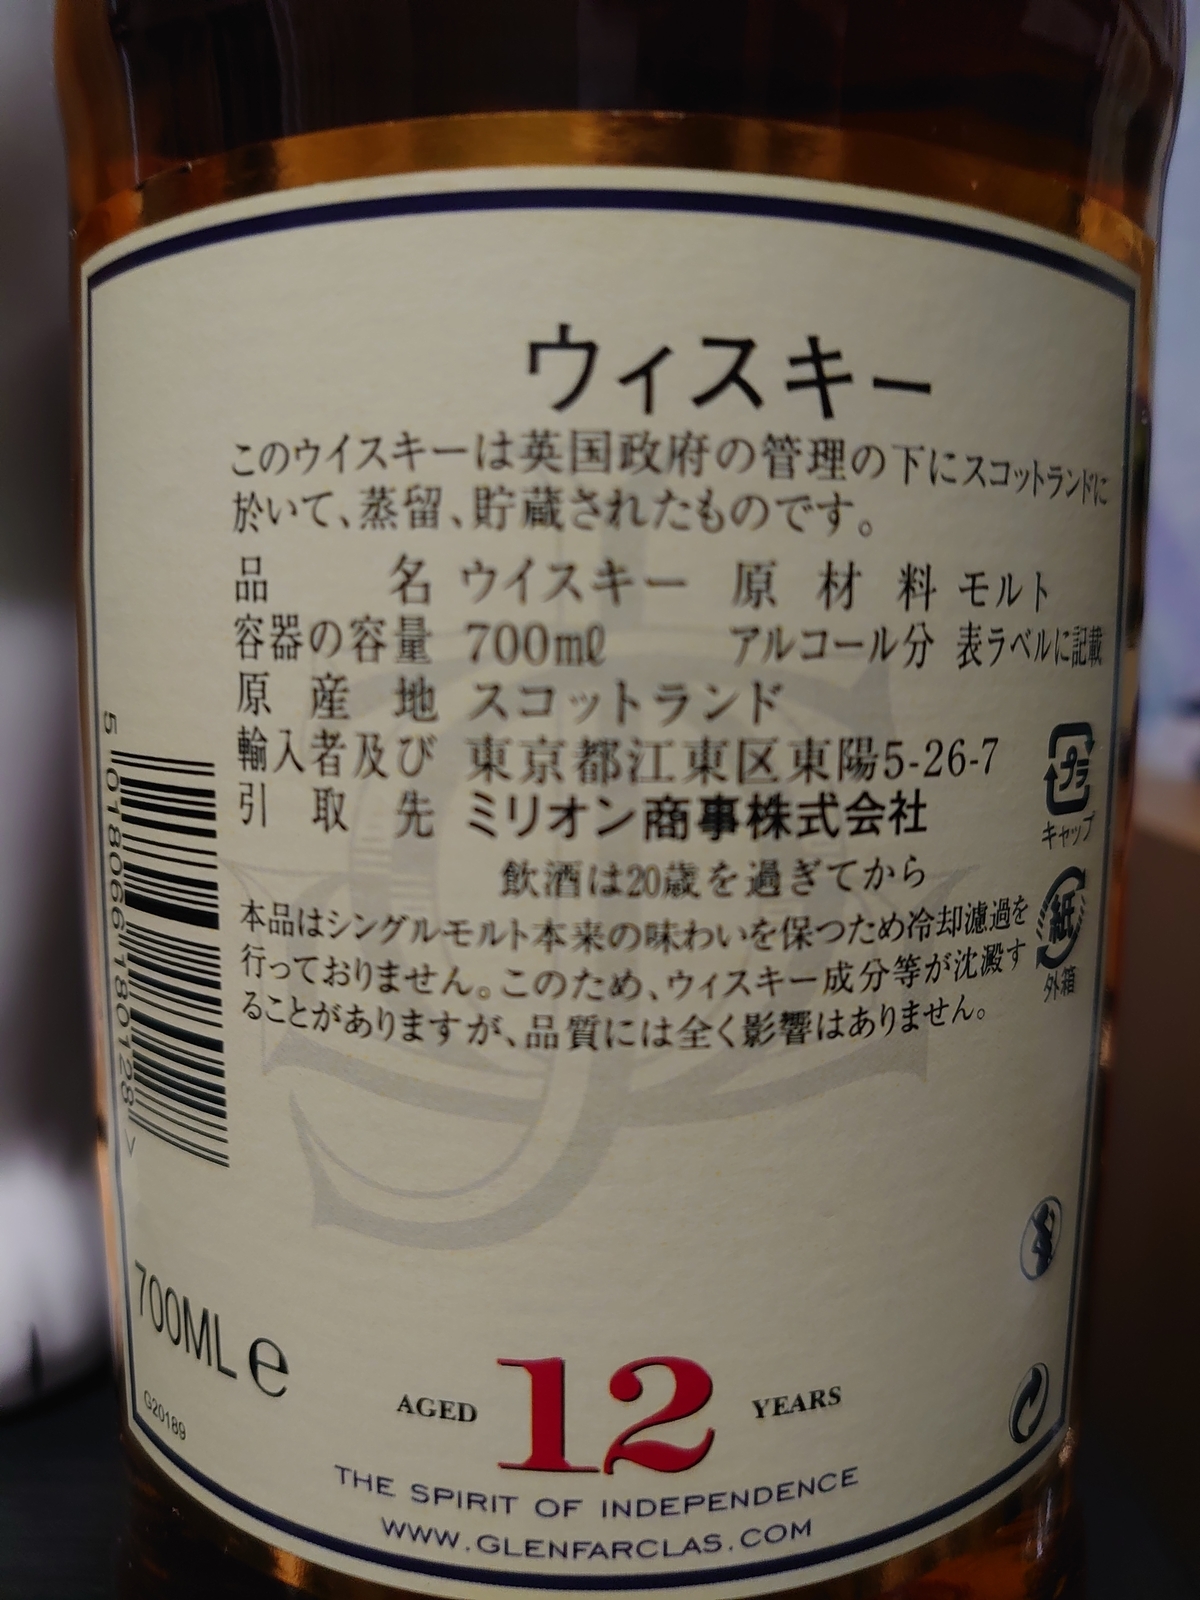 ウィスキー
このウイスキーは英国政府の管理の下にスコットランドに
於いて、蒸留、貯蔵されたものです。
品名 ウイスキー 原材料 モルト
容器の容量 700mℓ アルコール分 表ラベルに記載
原産地 スコットランド
輸入者及び 東京都江東区東陽5-26-7
引取先 ミリオン商事株式会社
飲酒は20歳を過ぎてから
本品はシングルモルト本来の味わいを保つため冷却濾過を
行っておりません。このため、ウィスキー成分等が沈澱す
ることがありますが、品質には全く影響はありません。
プラ
キャップ
紙
外箱
5 018066 180128 >
700ML e
G20189
AGED 12 YEARS
THE SPIRIT OF INDEPENDENCE
WWW.GLENFARCLAS.COM